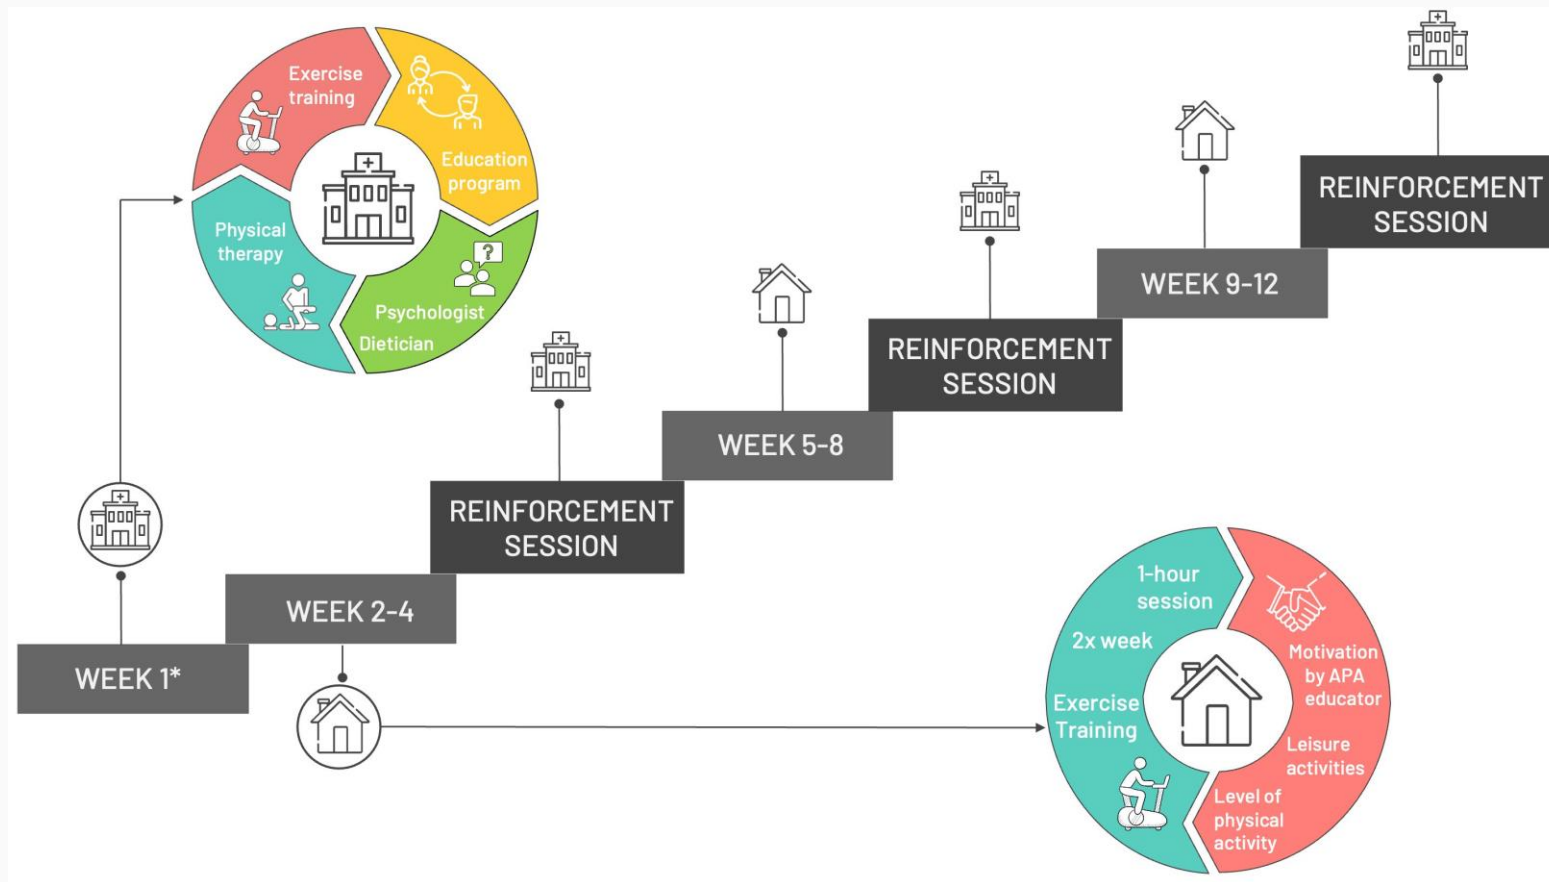 Exercise
training
Education
program
Physical
therapy
Psychologist
Dietician
?
WEEK 1*
WEEK 2-4
REINFORCEMENT
SESSION
WEEK 5-8
REINFORCEMENT
SESSION
WEEK 9-12
REINFORCEMENT
SESSION
1-hour
session
2x week
Exercise
Training
Motivation
by APA
educator
Leisure
activities
Level of
physical
activity